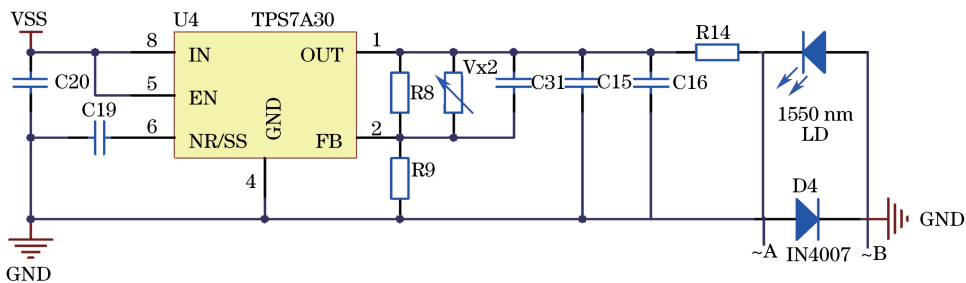 VSS
U4
TPS7A30
8
IN
OUT
1
R14
C20
Vx2
5
EN
R8
C31
C15
C16
C19
GND
1550 nm
LD
6
NR/SS
FB
2
4
R9
D4
GND
~A
IN4007
~B
GND